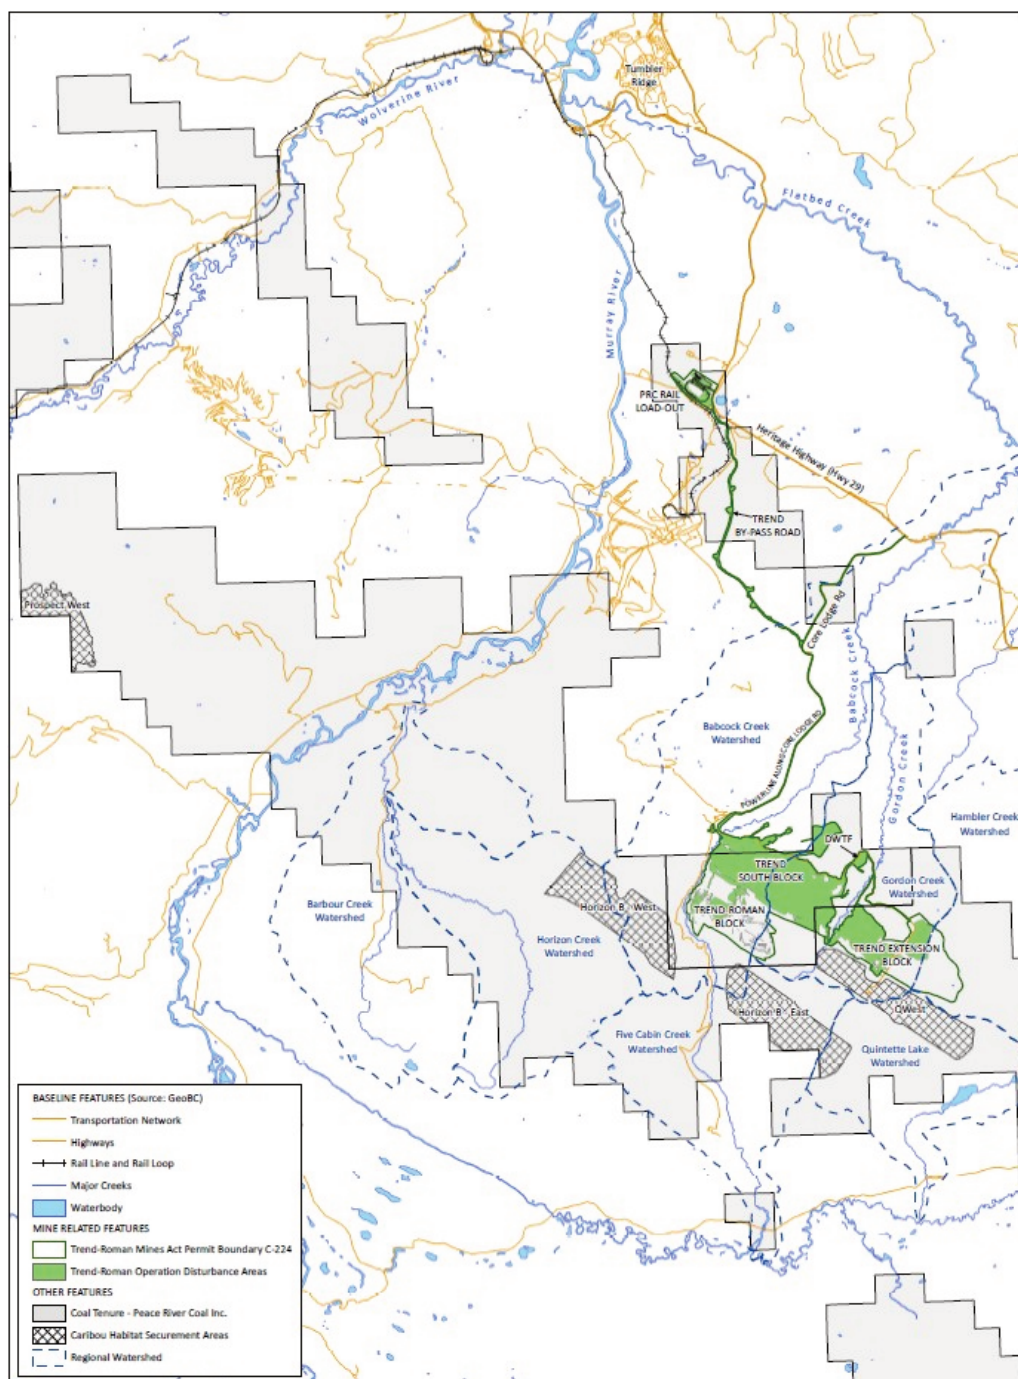 Tumbler
Ridge
Wolverine River
Flatbed Creek
Murray River
PRC RAIL
LOAD-OUT
Heritage Highway (Hwy 29)
TREND
BY-PASS ROAD
Prospect West
Core Lodge Rd
Babcock Creek
Babcock Creek
Watershed
POWERLINE ALONG CORE LODGE RD
Gordon Creek
Hambler Creek
Watershed
DWTF
TREND
SOUTH BLOCK
Gordon Creek
Watershed
Barbour Creek
Watershed
Horizon B - West
TREND ROMAN
BLOCK
Horizon Creek
Watershed
TREND EXTENSION
BLOCK
Horizon B - East
QWest
Five Cabin Creek
Watershed
Quintette Lake
Watershed
BASELINE FEATURES (Source: GeoBC)
Transportation Network
Highways
Rail Line and Rail Loop
Major Creeks
Waterbody
MINE RELATED FEATURES
Trend-Roman Mines Act Permit Boundary C-224
Trend-Roman Operation Disturbance Areas
OTHER FEATURES
Coal Tenure - Peace River Coal Inc.
Caribou Habitat Securement Areas
Regional Watershed